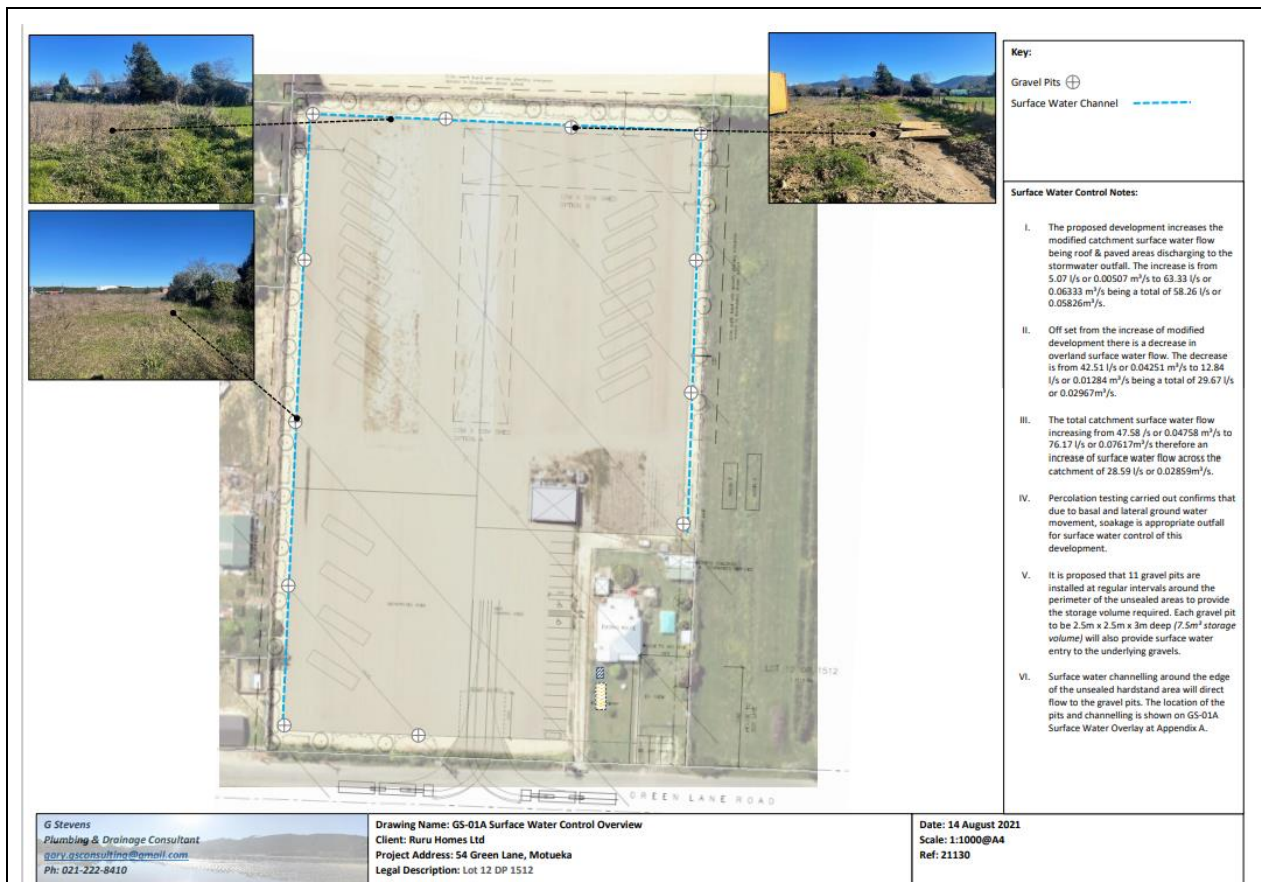 Key:
Gravel Pits
Surface Water Channel
Surface Water Control Notes:
I. The proposed development increases the
modified catchment surface water flow
being roof & paved areas discharging to the
stormwater outfall. The increase is from
5.07 l/s or 0.00507 m³/s to 63.33 l/s or
0.06333 m³/s being a total of 58.26 l/s or
0.05826m³/s.
II. Off set from the increase of modified
development there is a decrease in
overland surface water flow. The decrease
is from 42.51 l/s or 0.04251 m³/s to 12.84
l/s or 0.01284 m³/s being a total of 29.67 l/s
or 0.02967m³/s.
III. The total catchment surface water flow
increasing from 47.58 /s or 0.04758 m³/s to
76.17 l/s or 0.07617m³/s therefore an
increase of surface water flow across the
catchment of 28.59 l/s or 0.02859m³/s.
IV. Percolation testing carried out confirms that
due to basal and lateral ground water
movement, soakage is appropriate outfall
for surface water control of this
development.
V. It is proposed that 11 gravel pits are
installed at regular intervals around the
perimeter of the unsealed areas to provide
the storage volume required. Each gravel pit
to be 2.5m x 2.5m x 3m deep (7.5m³ storage
volume) will also provide surface water
entry to the underlying gravels.
VI. Surface water channelling around the edge
of the unsealed hardstand area will direct
flow to the gravel pits. The location of the
pits and channelling is shown on GS-01A
Surface Water Overlay at Appendix A.
OPTION B
OPTION A
LOT 12 DP 1512
GREEN LANE ROAD
G Stevens
Plumbing & Drainage Consultant
gary.gsconsulting@gmail.com
Ph: 021-222-8410
Drawing Name: GS-01A Surface Water Control Overview
Client: Ruru Homes Ltd
Project Address: 54 Green Lane, Motueka
Legal Description: Lot 12 DP 1512
Date: 14 August 2021
Scale: 1:1000@A4
Ref: 21130